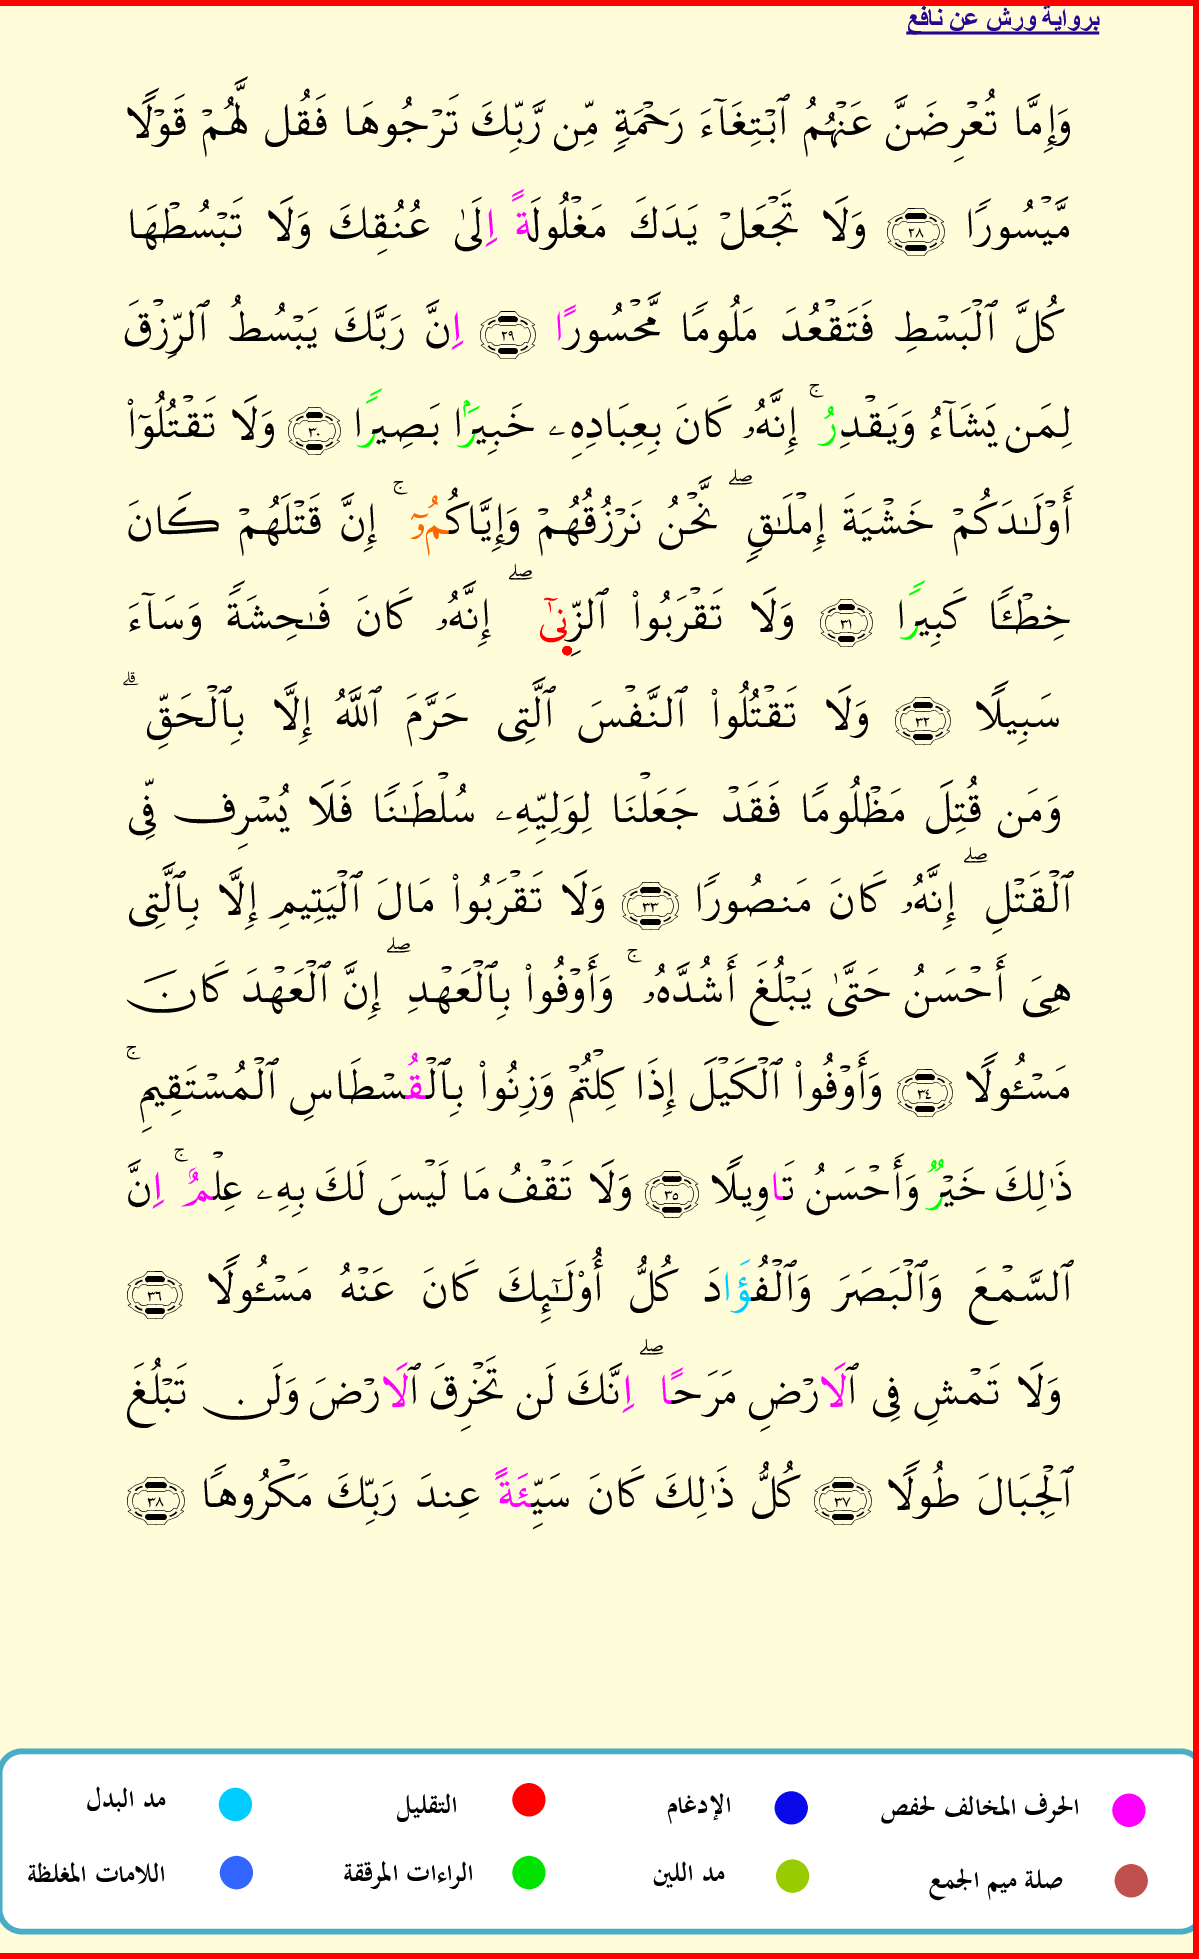 برواية ورش عن نافع
وَإِمَّا تُعْرِضَنَّ عَنْهُمُ ٱبْتِغَآءَ رَحْمَةٍ مِّن رَّبِّكَ تَرْجُوهَا فَقُل لَّهُمْ قَوْلًا
مَّيْسُورًا ٢٨ وَلَا تَجْعَلْ يَدَكَ مَغْلُولَةً اِلَىٰ عُنُقِكَ وَلَا تَبْسُطْهَا
كُلَّ ٱلْبَسْطِ فَتَقْعُدَ مَلُومًا مَّحْسُورًا ٢٩ اِنَّ رَبَّكَ يَبْسُطُ ٱلرِّزْقَ
لِمَن يَشَآءُ وَيَقْدِرُ ۚ إِنَّهُۥ كَانَ بِعِبَادِهِۦ خَبِيرَۢا بَصِيرًا ٣٠ وَلَا تَقْتُلُوٓا۟
أَوْلَـٰدَكُمْ خَشْيَةَ إِمْلَـٰقٍ ۖ نَّحْنُ نَرْزُقُهُمْ وَإِيَّاكُمُۥٓ ۚ إِنَّ قَتْلَهُمْ كَانَ
خِطْـًٔا كَبِيرًا ٣١ وَلَا تَقْرَبُوا۟ ٱلزِّنىٰٓ ۖ إِنَّهُۥ كَانَ فَـٰحِشَةً وَسَآءَ
سَبِيلًا ٣٢ وَلَا تَقْتُلُوا۟ ٱلنَّفْسَ ٱلَّتِى حَرَّمَ ٱللَّهُ إِلَّا بِٱلْحَقِّ ۗ
وَمَن قُتِلَ مَظْلُومًا فَقَدْ جَعَلْنَا لِوَلِيِّهِۦ سُلْطَـٰنًا فَلَا يُسْرِف فِّى
ٱلْقَتْلِ ۖ إِنَّهُۥ كَانَ مَنصُورًا ٣٣ وَلَا تَقْرَبُوا۟ مَالَ ٱلْيَتِيمِ إِلَّا بِٱلَّتِى
هِىَ أَحْسَنُ حَتَّىٰ يَبْلُغَ أَشُدَّهُۥ ۚ وَأَوْفُوا۟ بِٱلْعَهْدِ ۖ إِنَّ ٱلْعَهْدَ كَانَ
مَسْـُٔولًا ٣٤ وَأَوْفُوا۟ ٱلْكَيْلَ إِذَا كِلْتُمْ وَزِنُوا۟ بِٱلْقُسْطَاسِ ٱلْمُسْتَقِيمِ ۚ
ذَٰلِكَ خَيْرٌ وَأَحْسَنُ تَاوِيلًا ٣٥ وَلَا تَقْفُ مَا لَيْسَ لَكَ بِهِۦ عِلْمٌ ۚ اِنَّ
ٱلسَّمْعَ وَٱلْبَصَرَ وَٱلْفُؤَادَ كُلُّ أُو۟لَـٰٓئِكَ كَانَ عَنْهُ مَسْـُٔولًا ٣٦
وَلَا تَمْشِ فِى ٱلَارْضِ مَرَحًا ۖ اِنَّكَ لَن تَخْرِقَ ٱلَارْضَ وَلَن تَبْلُغَ
ٱلْجِبَالَ طُولًا ٣٧ كُلُّ ذَٰلِكَ كَانَ سَيِّئَةً عِندَ رَبِّكَ مَكْرُوهًا ٣٨
الحرف المخالف لحفص الإدغام التقليل مد البدل
صلة ميم الجمع مد اللين الراءات المرققة اللامات المغلظة